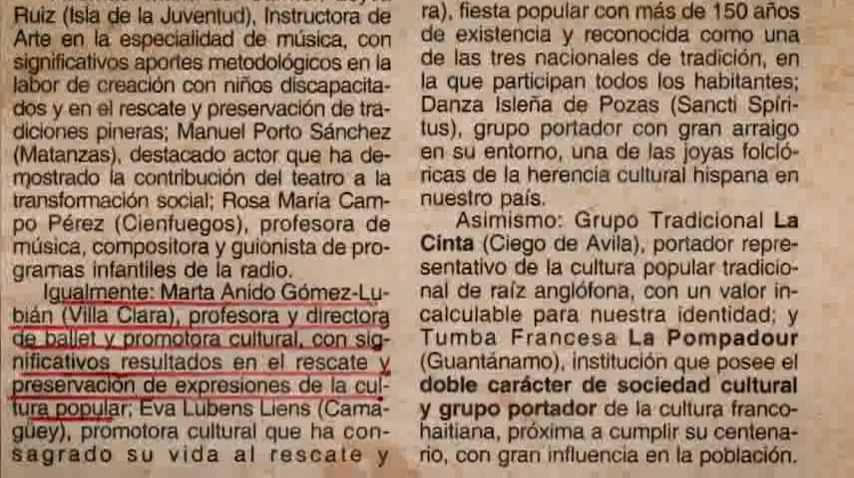 Ruiz (Isla de la Juventud), Instructora de
Arte en la especialidad de música, con
significativos aportes metodológicos en la
labor de creación con niños discapacita-
dos y en el rescate y preservación de tra-
diciones pineras; Manuel Porto Sánchez
(Matanzas), destacado actor que ha de-
mostrado la contribución del teatro a la
transformación social; Rosa María Cam-
po Pérez (Cienfuegos), profesora de
música, compositora y guionista de pro-
gramas infantiles de la radio.
Igualmente: Marta Anido Gómez-Lu-
bián (Villa Clara), profesora y directora
de ballet y promotora cultural, con sig-
nificativos resultados en el rescate y
preservación de expresiones de la cul-
tura popular; Eva Lubens Liens (Cama-
güey), promotora cultural que ha con-
sagrado su vida al rescate y
ra), fiesta popular con más de 150 años
de existencia y reconocida como una
de las tres nacionales de tradición, en
la que participan todos los habitantes;
Danza Isleña de Pozas (Sancti Spíri-
tus), grupo portador con gran arraigo
en su entorno, una de las joyas folcló-
ricas de la herencia cultural hispana en
nuestro país.
Asimismo: Grupo Tradicional La
Cinta (Ciego de Avila), portador repre-
sentativo de la cultura popular tradicio-
nal de raíz anglófona, con un valor in-
calculable para nuestra identidad; y
Tumba Francesa La Pompadour
(Guantánamo), institución que posee el
doble carácter de sociedad cultural
y grupo portador de la cultura franco-
haitiana, próxima a cumplir su centena-
rio, con gran influencia en la población.